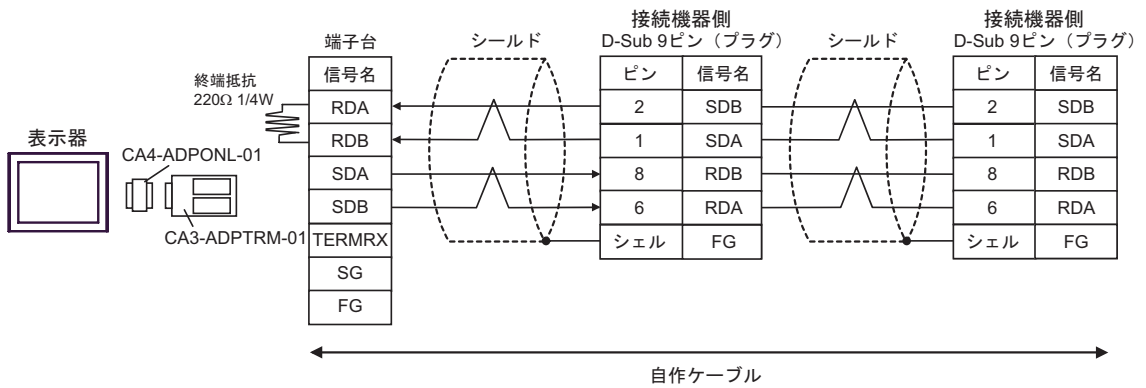 接続機器側
D-Sub 9ピン（プラグ）
接続機器側
D-Sub 9ピン（プラグ）
端子台
シールド
シールド
終端抵抗
220Ω 1/4W
表示器
CA4-ADPONL-01
CA3-ADPTRM-01
信号名
RDA
RDB
SDA
SDB
TERMRX
SG
FG
ピン 信号名
2 SDB
1 SDA
8 RDB
6 RDA
シェル FG
ピン 信号名
2 SDB
1 SDA
8 RDB
6 RDA
シェル FG
自作ケーブル